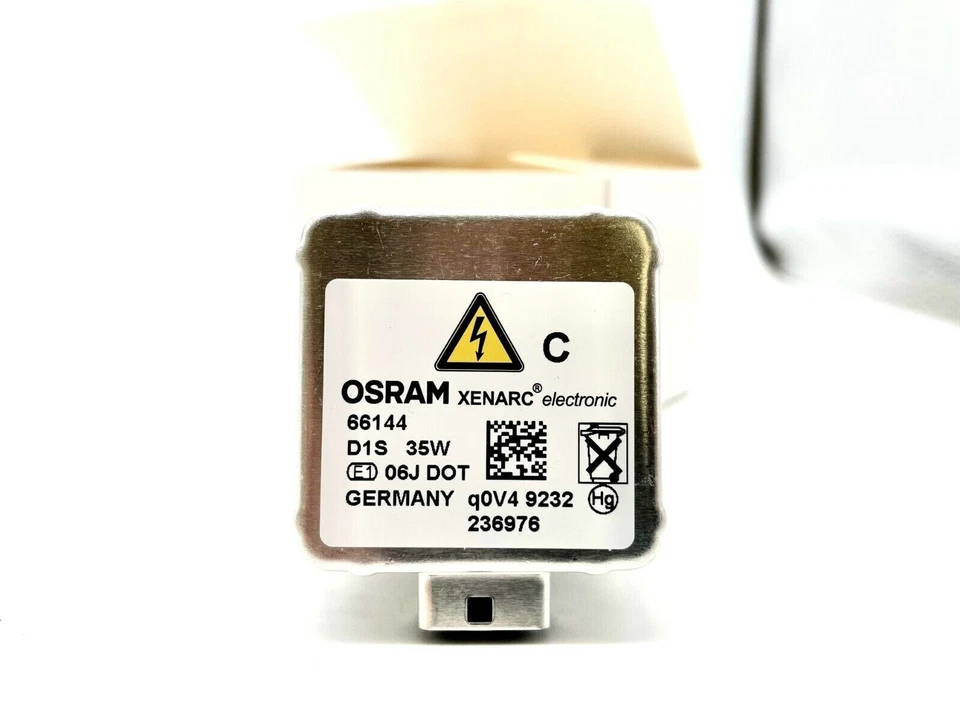 C
OSRAM XENARC® electronic
66144
D1S 35W
E1 06J DOT
GERMANY q0V4 9232
Hg
236976